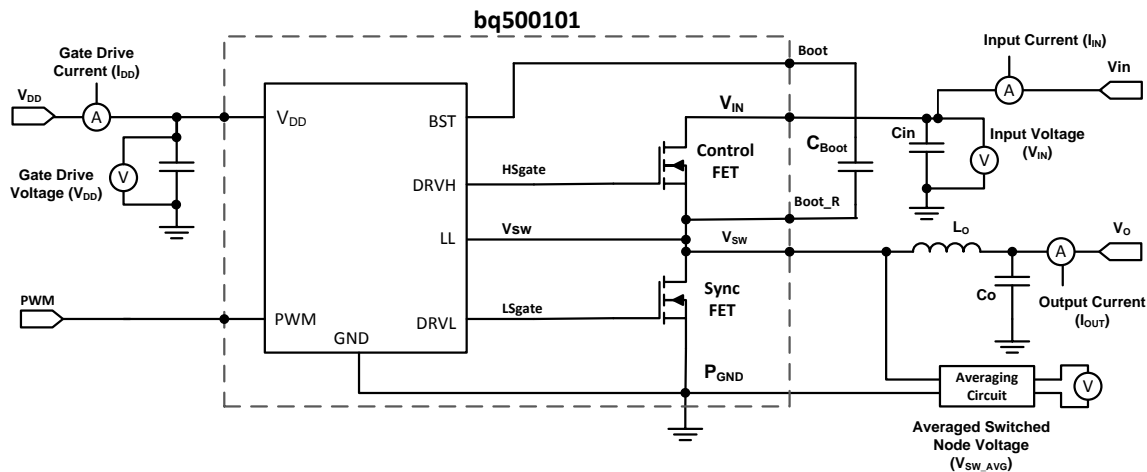 bq500101
Gate Drive
Current (IDD)
VDD
A
V
Gate Drive
Voltage (VDD)
PWM
VDD
BST
DRVH
LL
DRVL
PWM
GND
HSgate
Vsw
LSgate
Control
FET
Sync
FET
PGND
Boot
VIN
CBoot
Boot_R
VSW
Input Current (IIN)
A
Vin
Cin
V
Input Voltage
(VIN)
LO
A
VO
Co
Output Current
(IOUT)
Averaging
Circuit
V
Averaged Switched
Node Voltage
(VSW_AVG)